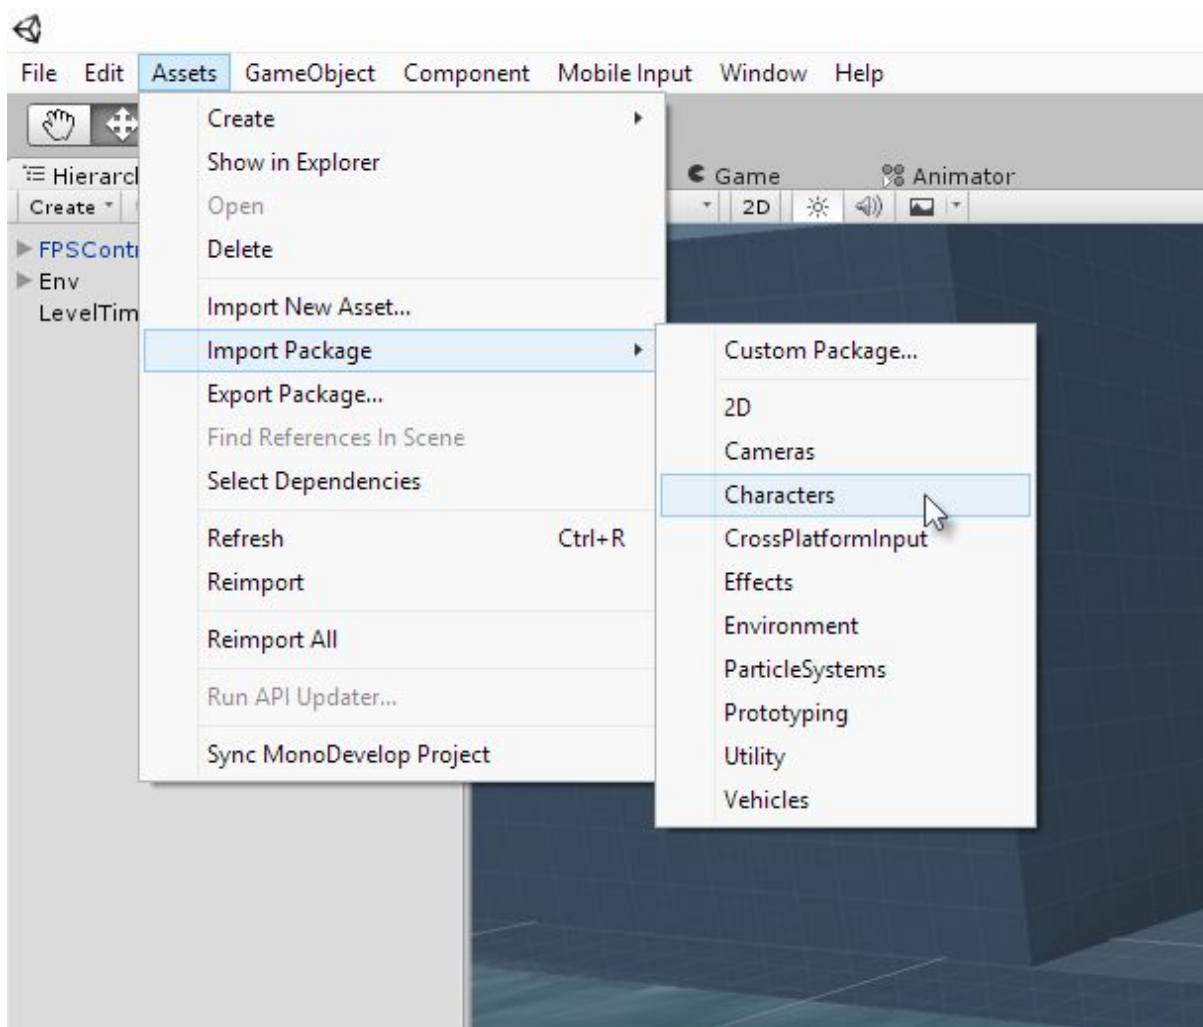 File Edit Assets GameObject Component Mobile Input Window Help
Create
Show in Explorer
Open
Delete
Import New Asset...
Import Package
Export Package...
Find References In Scene
Select Dependencies
Refresh Ctrl+R
Reimport
Reimport All
Run API Updater...
Sync MonoDevelop Project
Hierarc
Create
FPSCont
Env
LevelTim
Game Animator
2D
Custom Package...
2D
Cameras
Characters
CrossPlatformInput
Effects
Environment
ParticleSystems
Prototyping
Utility
Vehicles